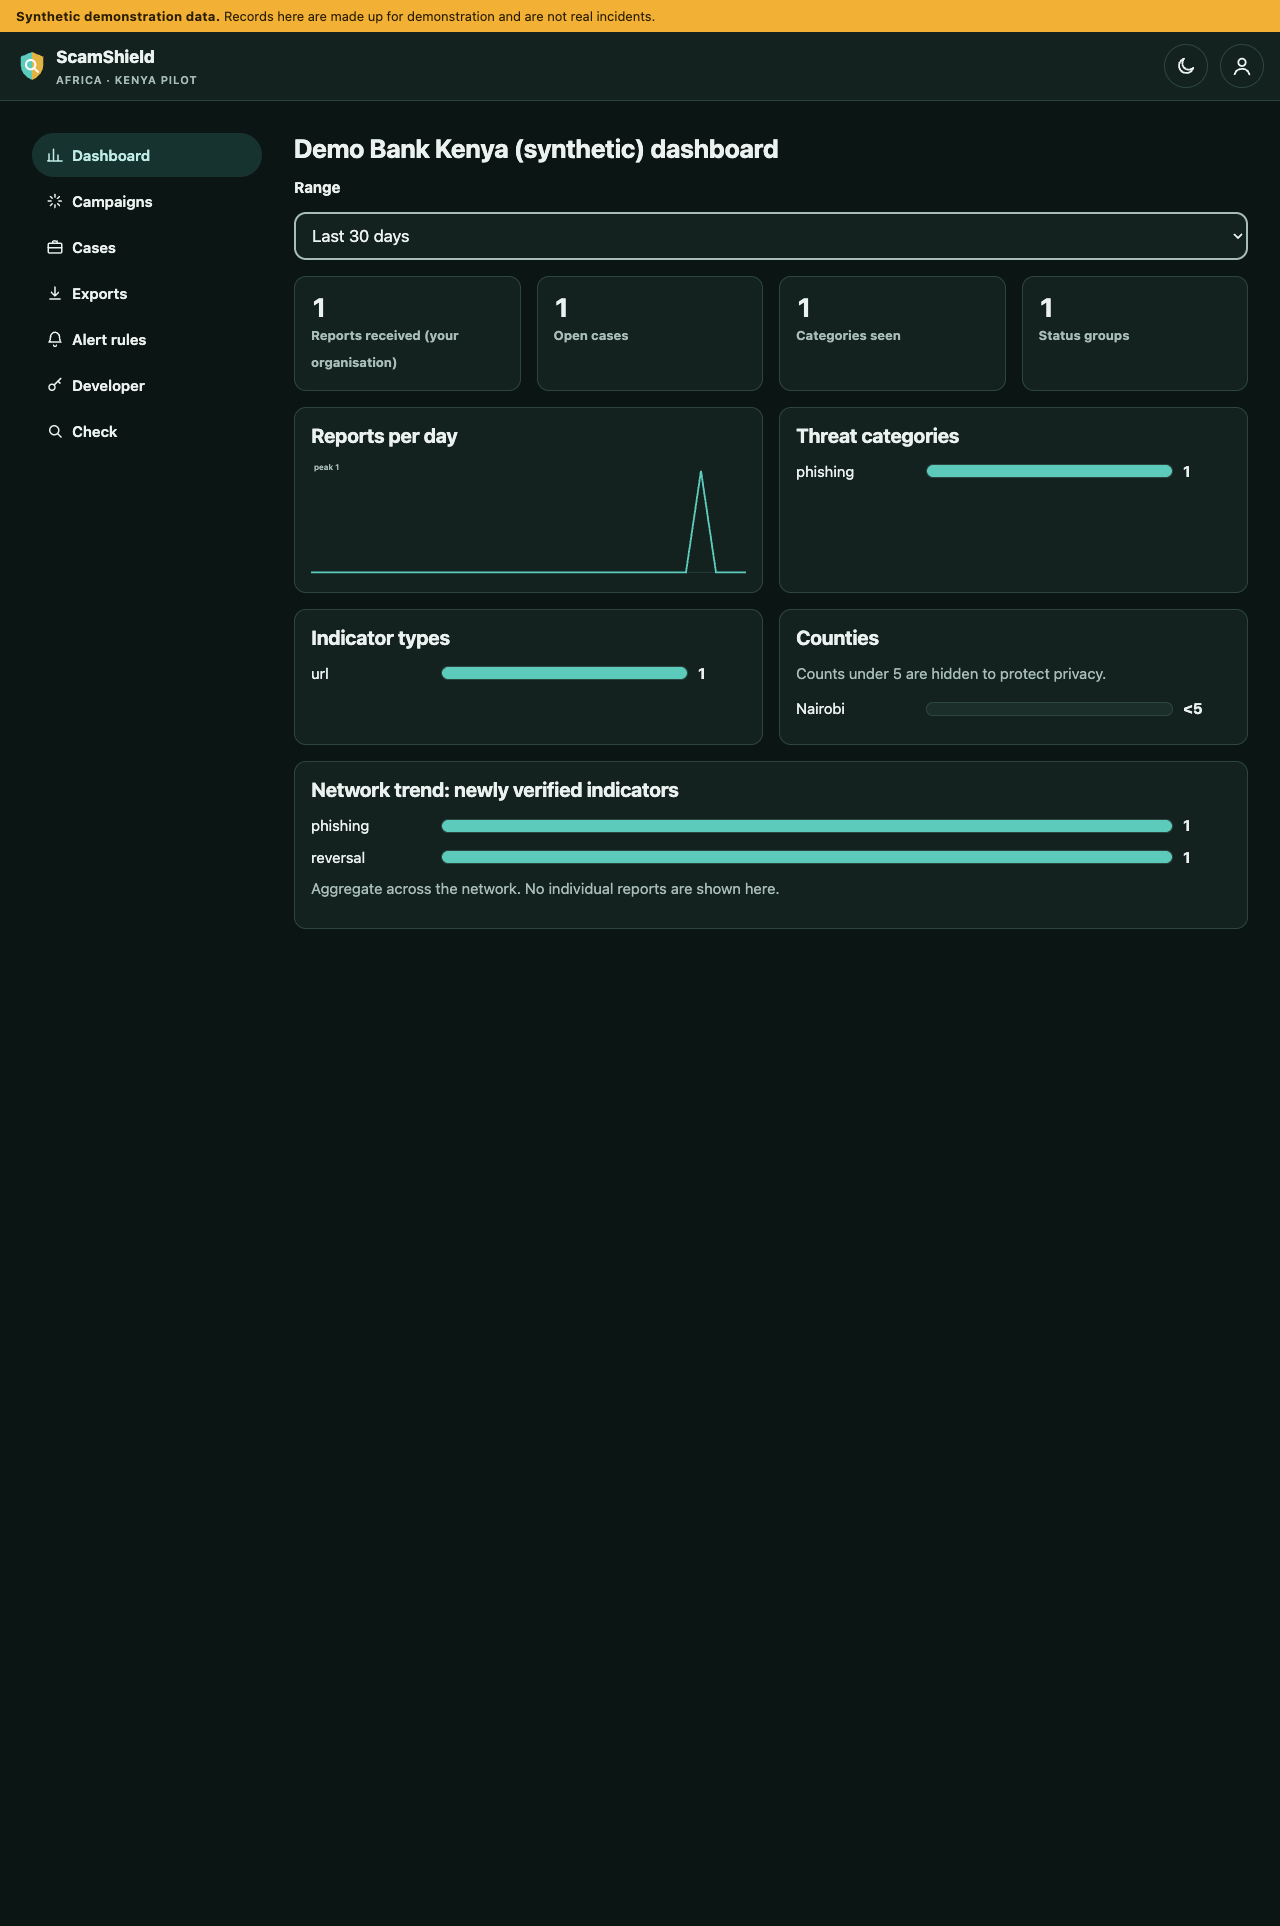 Synthetic demonstration data. Records here are made up for demonstration and are not real incidents.
ScamShield
AFRICA · KENYA PILOT
Dashboard
Campaigns
Cases
Exports
Alert rules
Developer
Check
Demo Bank Kenya (synthetic) dashboard
Range
Last 30 days
1
Reports received (your
organisation)
1
Open cases
1
Categories seen
1
Status groups
Reports per day
peak 1
Threat categories
phishing 1
Indicator types
url 1
Counties
Counts under 5 are hidden to protect privacy.
Nairobi <5
Network trend: newly verified indicators
phishing 1
reversal 1
Aggregate across the network. No individual reports are shown here.